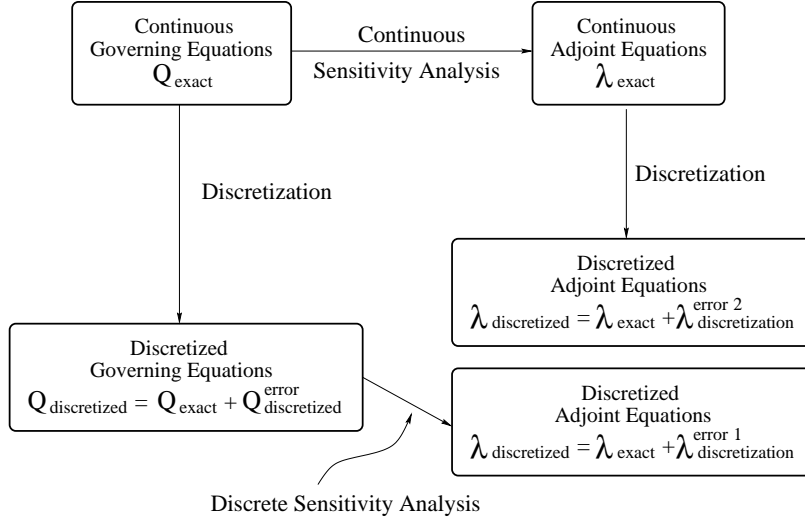 Continuous
Governing Equations
Q exact
Continuous
Sensitivity Analysis
Continuous
Adjoint Equations
λ exact
Discretization
Discretization
Discretized
Adjoint Equations
λ discretized = λ exact + λ error 2 discretization
Discretized
Governing Equations
Q discretized = Q exact + Q error discretized
Discretized
Adjoint Equations
λ discretized = λ exact + λ error 1 discretization
Discrete Sensitivity Analysis